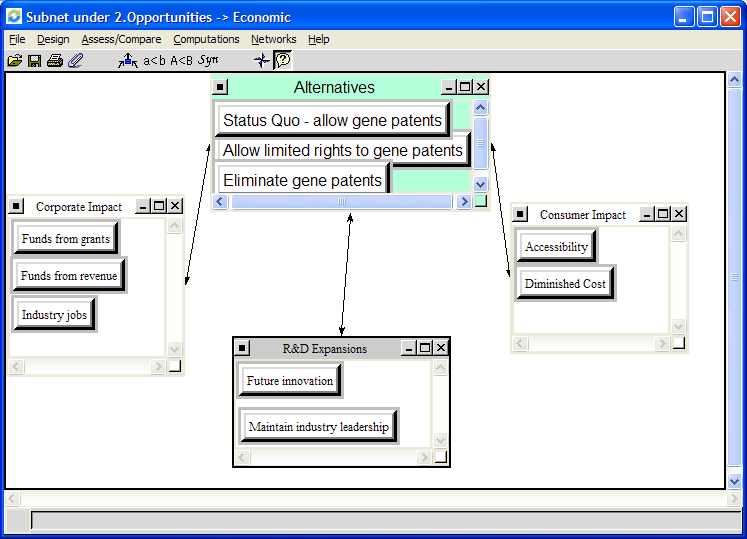 Subnet under 2.Opportunities -> Economic
File Design Assess/Compare Computations Networks Help
a<b A<B Syn
Alternatives
Status Quo - allow gene patents
Allow limited rights to gene patents
Eliminate gene patents
Corporate Impact
Funds from grants
Funds from revenue
Industry jobs
Consumer Impact
Accessibility
Diminished Cost
R&D Expansions
Future innovation
Maintain industry leadership